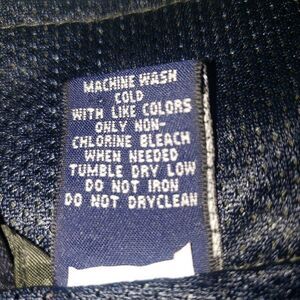 MACHINE WASH
COLD
WITH LIKE COLORS
ONLY NON-
CHLORINE BLEACH
WHEN NEEDED
TUMBLE DRY LOW
DO NOT IRON
DO NOT DRYCLEAN